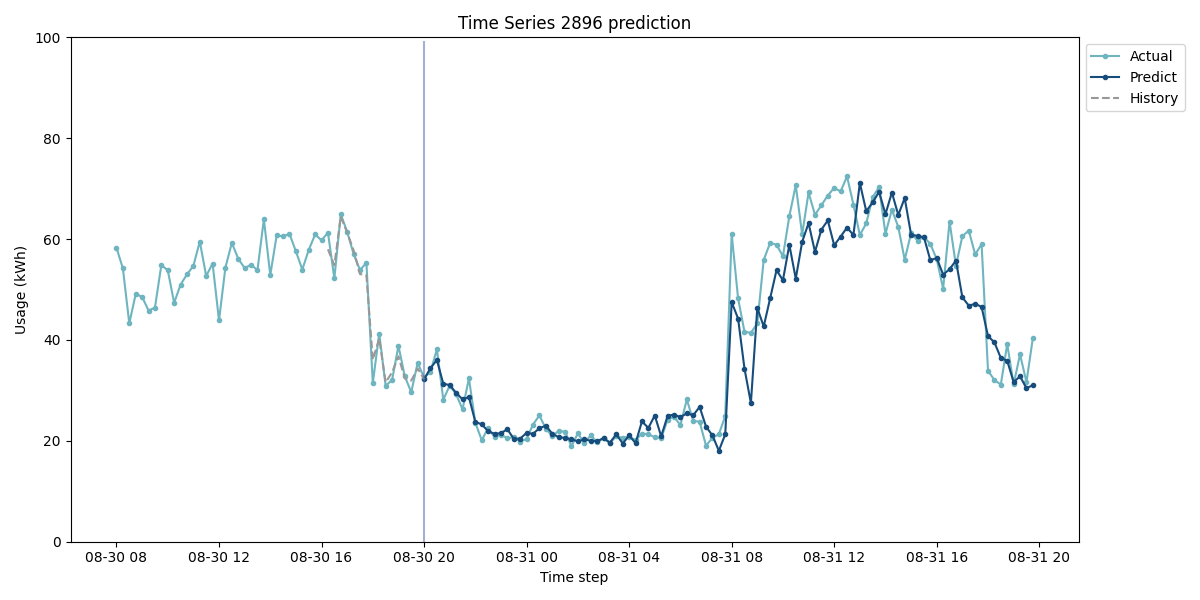 Time Series 2896 prediction
100
80
60
40
20
0
Usage (kWh)
08-30 08
08-30 12
08-30 16
08-30 20
08-31 00
08-31 04
08-31 08
08-31 12
08-31 16
08-31 20
Time step
Actual
Predict
History